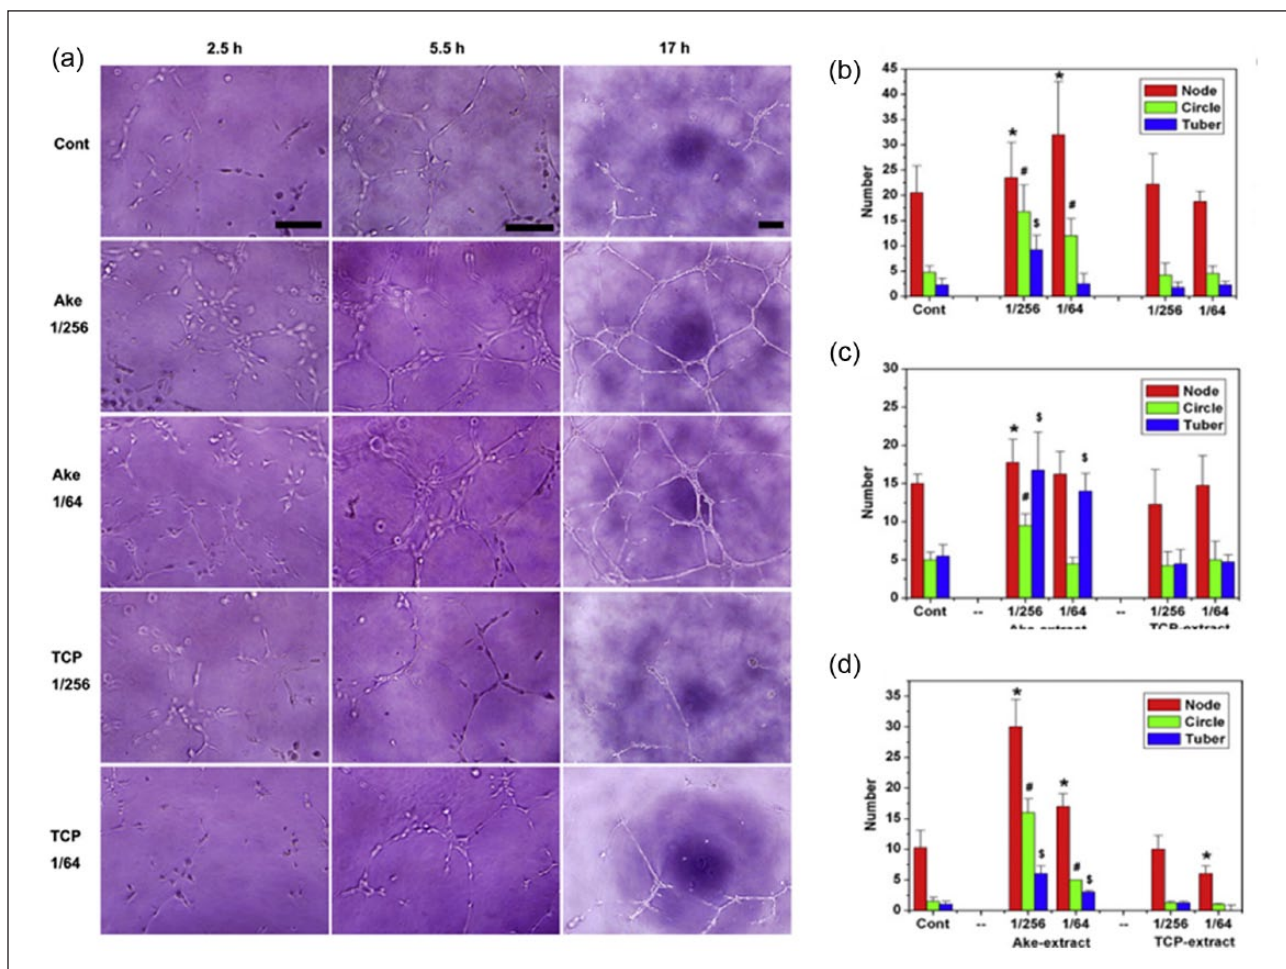 (a)
2.5 h
5.5 h
17 h
Cont
Ake
1/256
Ake
1/64
TCP
1/256
TCP
1/64
(b)
45
40
35
30
25
20
15
10
5
0
Number
*
*
#
#
$
Node
Circle
Tuber
Cont
--
1/256
1/64
--
1/256
1/64
(c)
30
25
20
15
10
5
0
Number
*
#
$
$
Node
Circle
Tuber
Cont
--
1/256
1/64
--
1/256
1/64
Ake-extract
TCP-extract
(d)
35
30
25
20
15
10
5
0
Number
*
#
$
*
#
$
*
Node
Circle
Tuber
Cont
--
1/256
1/64
--
1/256
1/64
Ake-extract
TCP-extract